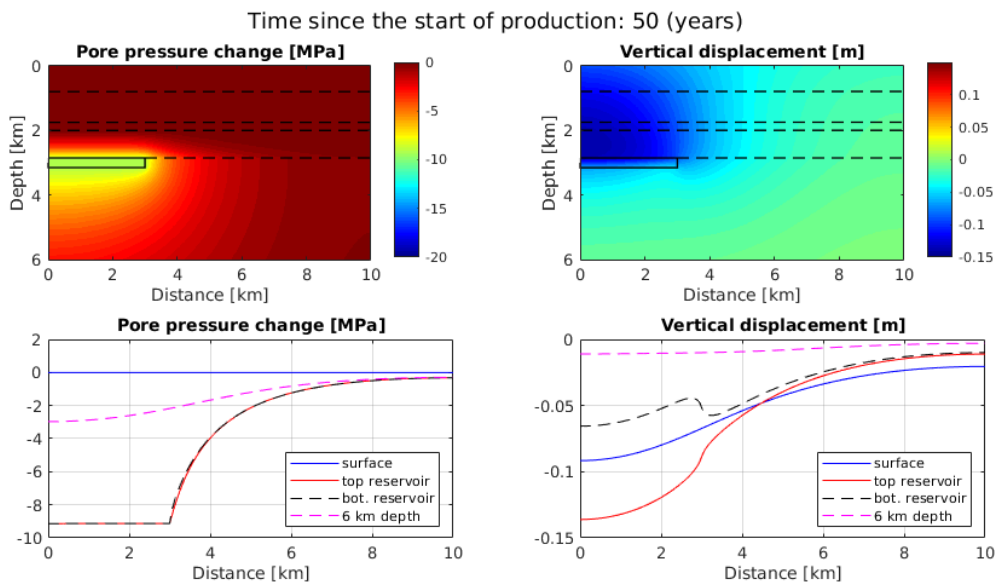 Time since the start of production: 50 (years)
Pore pressure change [MPa]
Vertical displacement [m]
0
2
4
6
Depth [km]
0
2
4
6
8
10
Distance [km]
0
-5
-10
-15
-20
0
2
4
6
Depth [km]
0
2
4
6
8
10
Distance [km]
0.1
0.05
0
-0.05
-0.1
-0.15
Pore pressure change [MPa]
Vertical displacement [m]
2
0
-2
-4
-6
-8
-10
surface
top reservoir
bot. reservoir
6 km depth
0
2
4
6
8
10
Distance [km]
0
-0.05
-0.1
-0.15
surface
top reservoir
bot. reservoir
6 km depth
0
2
4
6
8
10
Distance [km]